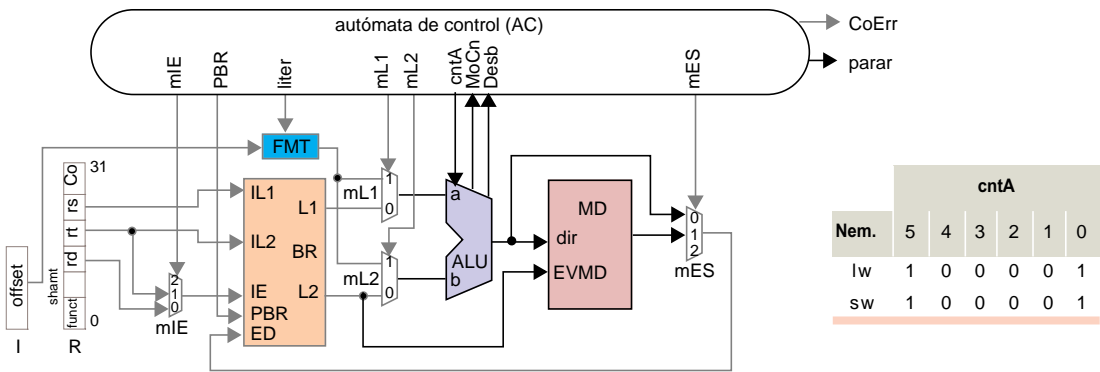 autómata de control (AC)
CoErr
parar
mIE
PBR
liter
mL1
mL2
cntA
MoCn
Desb
mES
FMT
31
Co
rs
rt
rd
shamt
funct
0
offset
I
R
2
1
0
mIE
IL1
IL2
IE
PBR
ED
L1
BR
L2
1
mL1
0
1
mL2
0
a
ALU
b
MD
dir
EVMD
0
1
2
mES
cntA
Nem. 5 4 3 2 1 0
lw 1 0 0 0 0 1
sw 1 0 0 0 0 1